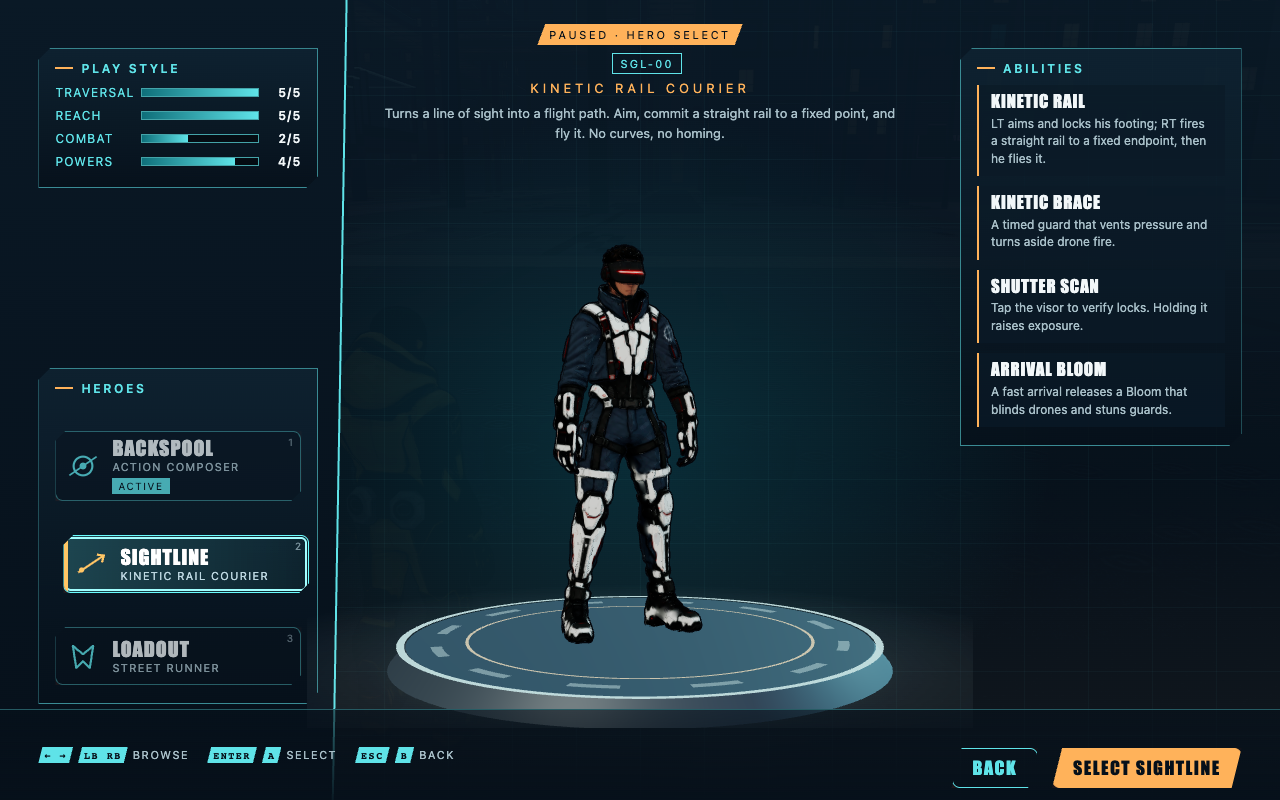 PAUSED · HERO SELECT
SGL-00
KINETIC RAIL COURIER
Turns a line of sight into a flight path. Aim, commit a straight rail to a fixed point, and
fly it. No curves, no homing.
PLAY STYLE
TRAVERSAL 5/5
REACH 5/5
COMBAT 2/5
POWERS 4/5
HEROES
BACKSPOOL 1
ACTION COMPOSER
ACTIVE
SIGHTLINE 2
KINETIC RAIL COURIER
LOADOUT 3
STREET RUNNER
ABILITIES
KINETIC RAIL
LT aims and locks his footing; RT fires
a straight rail to a fixed endpoint, then
he flies it.
KINETIC BRACE
A timed guard that vents pressure and
turns aside drone fire.
SHUTTER SCAN
Tap the visor to verify locks. Holding it
raises exposure.
ARRIVAL BLOOM
A fast arrival releases a Bloom that
blinds drones and stuns guards.
← → LB RB BROWSE ENTER A SELECT ESC B BACK
BACK
SELECT SIGHTLINE